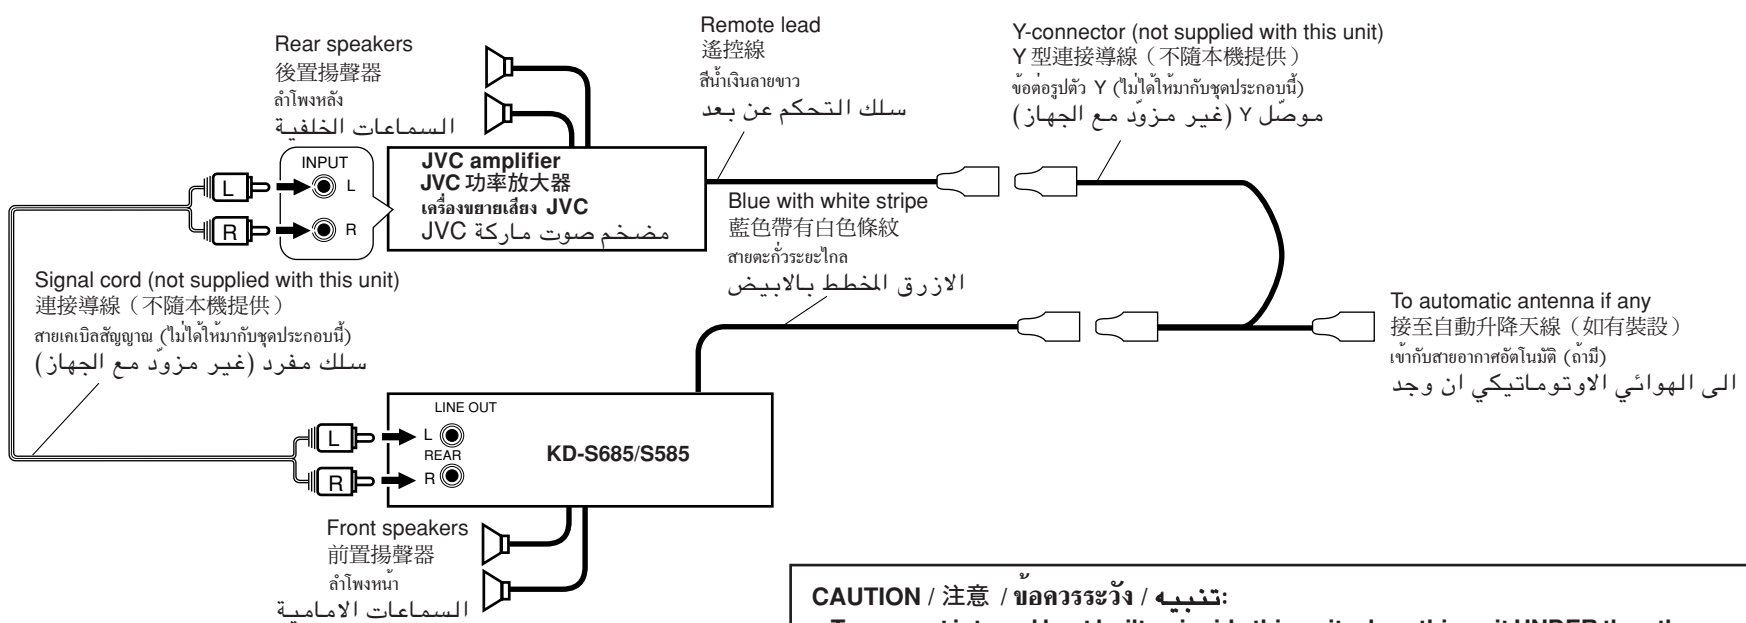 Rear speakers
後置揚聲器
ลำโพงหลัง
السماعات الخلفية
Remote lead
遙控線
สีน้ำเงินลายขาว
سلك التحكم عن بعد
Y-connector (not supplied with this unit)
Y 型連接導線（不隨本機提供）
ข้อต่อรูปตัว Y (ไม่ได้ให้มากับชุดประกอบนี้)
موصّل Y (غير مزوّد مع الجهاز)
INPUT
L
L
R
R
JVC amplifier
JVC 功率放大器
เครื่องขยายเสียง JVC
مضخم صوت ماركة JVC
Blue with white stripe
藍色帶有白色條紋
สายตะกั่วระยะไกล
الازرق المخطط بالابيض
Signal cord (not supplied with this unit)
連接導線（不隨本機提供）
สายเคเบิลสัญญาณ (ไม่ได้ให้มากับชุดประกอบนี้)
سلك مفرد (غير مزوّد مع الجهاز)
To automatic antenna if any
接至自動升降天線（如有裝設）
เข้ากับสายอากาศอัตโนมัติ (ถ้ามี)
الى الهوائي الاوتوماتيكي ان وجد
LINE OUT
L
L
REAR
R
R
KD-S685/S585
Front speakers
前置揚聲器
ลำโพงหน้า
السماعات الامامية
CAUTION / 注意 / ข้อควรระวัง / تنبيه: